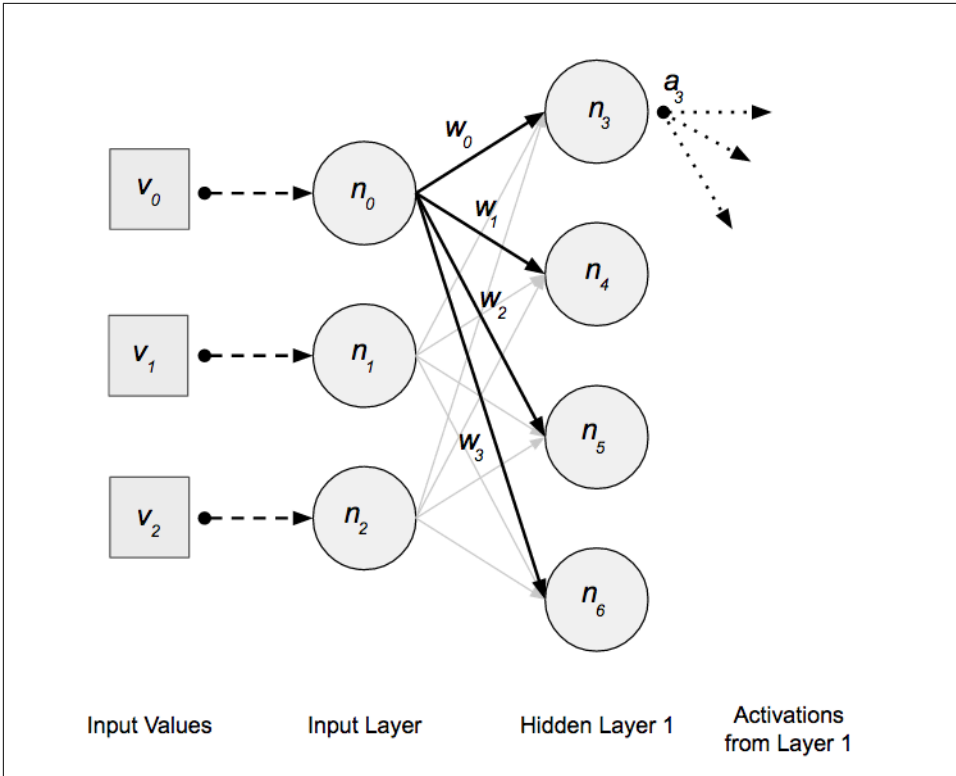 a₃
n₃
w₀
v₀
n₀
w₁
n₄
w₂
v₁
n₁
n₅
w₃
v₂
n₂
n₆
Input Values
Input Layer
Hidden Layer 1
Activations
from Layer 1